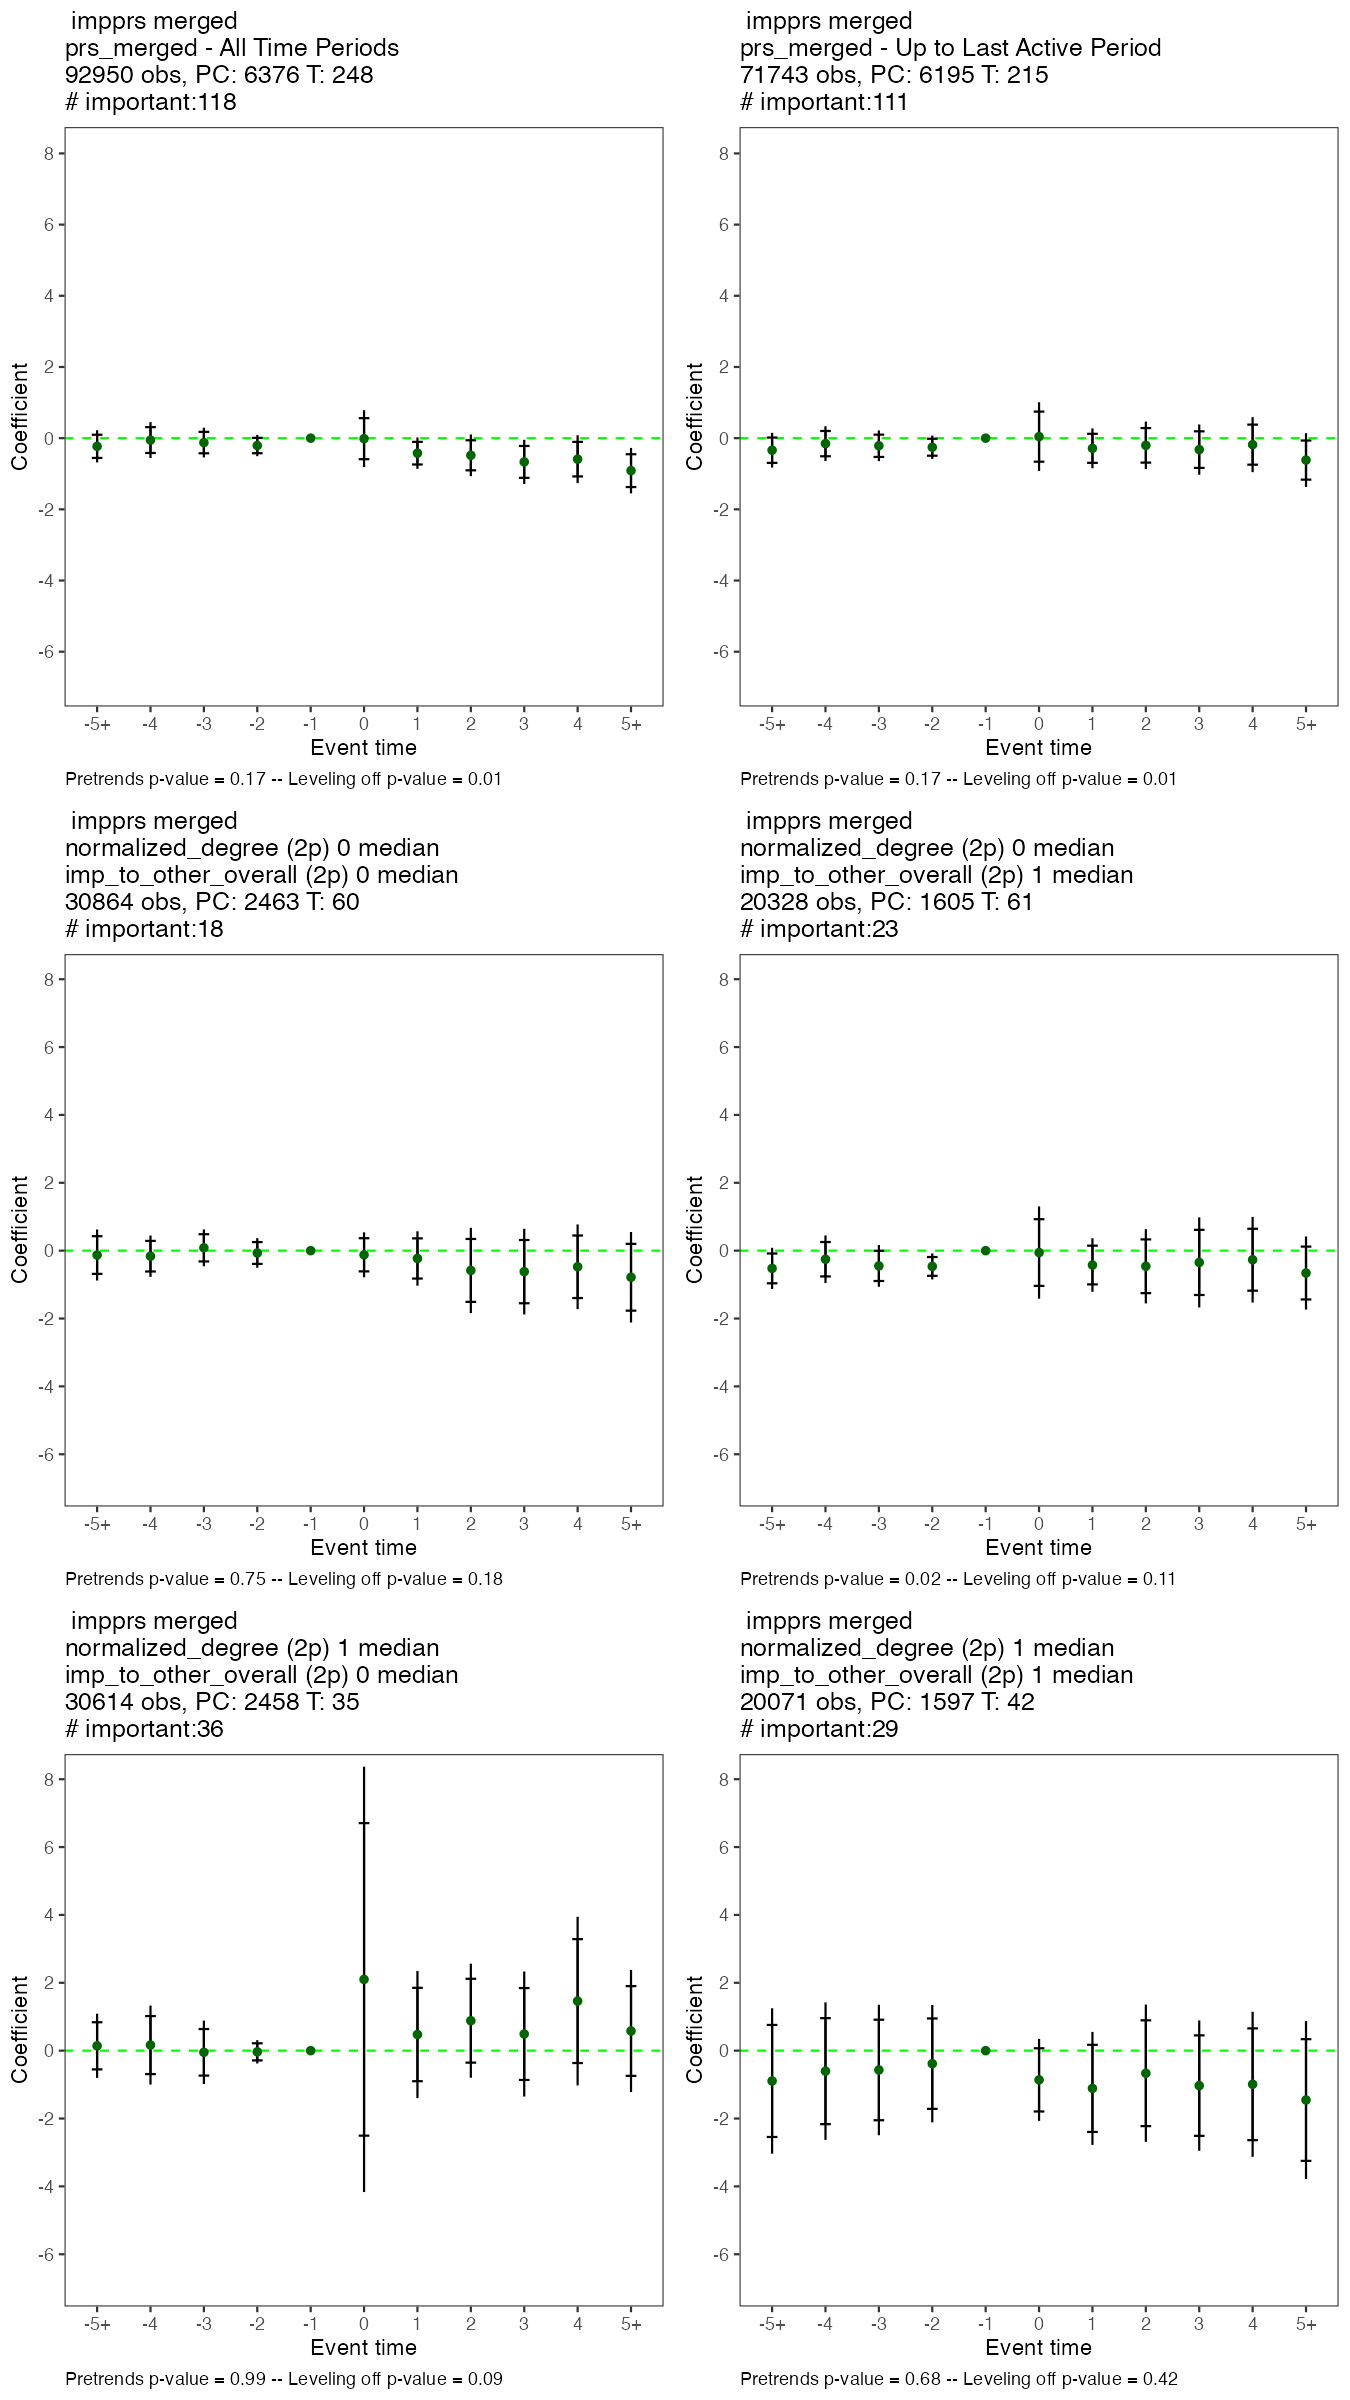 impprs merged
prs_merged - All Time Periods
92950 obs, PC: 6376 T: 248
# important:118
8
6
4
2
0
-2
-4
-6
Coefficient
-5+ -4 -3 -2 -1 0 1 2 3 4 5+
Event time
Pretrends p-value = 0.17 -- Leveling off p-value = 0.01
impprs merged
prs_merged - Up to Last Active Period
71743 obs, PC: 6195 T: 215
# important:111
8
6
4
2
0
-2
-4
-6
Coefficient
-5+ -4 -3 -2 -1 0 1 2 3 4 5+
Event time
Pretrends p-value = 0.17 -- Leveling off p-value = 0.01
impprs merged
normalized_degree (2p) 0 median
imp_to_other_overall (2p) 0 median
30864 obs, PC: 2463 T: 60
# important:18
8
6
4
2
0
-2
-4
-6
Coefficient
-5+ -4 -3 -2 -1 0 1 2 3 4 5+
Event time
Pretrends p-value = 0.75 -- Leveling off p-value = 0.18
impprs merged
normalized_degree (2p) 0 median
imp_to_other_overall (2p) 1 median
20328 obs, PC: 1605 T: 61
# important:23
8
6
4
2
0
-2
-4
-6
Coefficient
-5+ -4 -3 -2 -1 0 1 2 3 4 5+
Event time
Pretrends p-value = 0.02 -- Leveling off p-value = 0.11
impprs merged
normalized_degree (2p) 1 median
imp_to_other_overall (2p) 0 median
30614 obs, PC: 2458 T: 35
# important:36
8
6
4
2
0
-2
-4
-6
Coefficient
-5+ -4 -3 -2 -1 0 1 2 3 4 5+
Event time
Pretrends p-value = 0.99 -- Leveling off p-value = 0.09
impprs merged
normalized_degree (2p) 1 median
imp_to_other_overall (2p) 1 median
20071 obs, PC: 1597 T: 42
# important:29
8
6
4
2
0
-2
-4
-6
Coefficient
-5+ -4 -3 -2 -1 0 1 2 3 4 5+
Event time
Pretrends p-value = 0.68 -- Leveling off p-value = 0.42